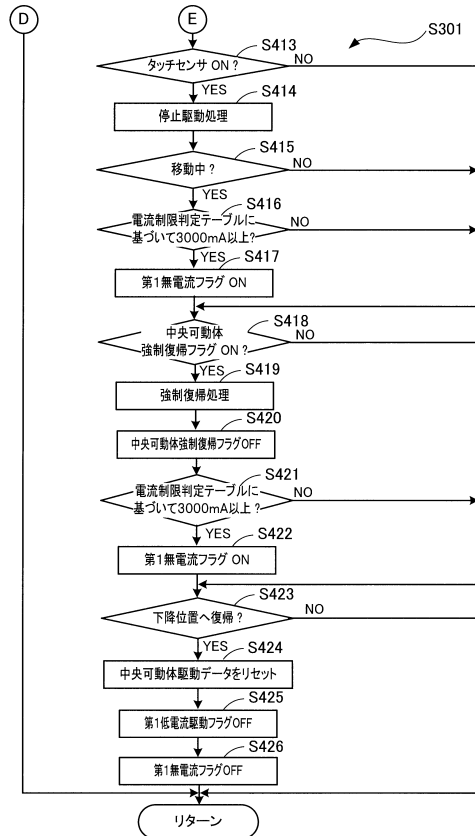 D
E
S301
S413
タッチセンサ ON？
NO
YES
S414
停止駆動処理
S415
移動中？
NO
YES
S416
電流制限判定テーブルに
基づいて3000mA以上?
NO
YES
S417
第1無電流フラグ ON
S418
中央可動体
強制復帰フラグ ON？
NO
YES
S419
強制復帰処理
S420
中央可動体強制復帰フラグOFF
S421
電流制限判定テーブルに
基づいて3000mA以上？
NO
YES
S422
第1無電流フラグ ON
S423
下降位置へ復帰？
NO
YES
S424
中央可動体駆動データをリセット
S425
第1低電流駆動フラグOFF
S426
第1無電流フラグOFF
リターン